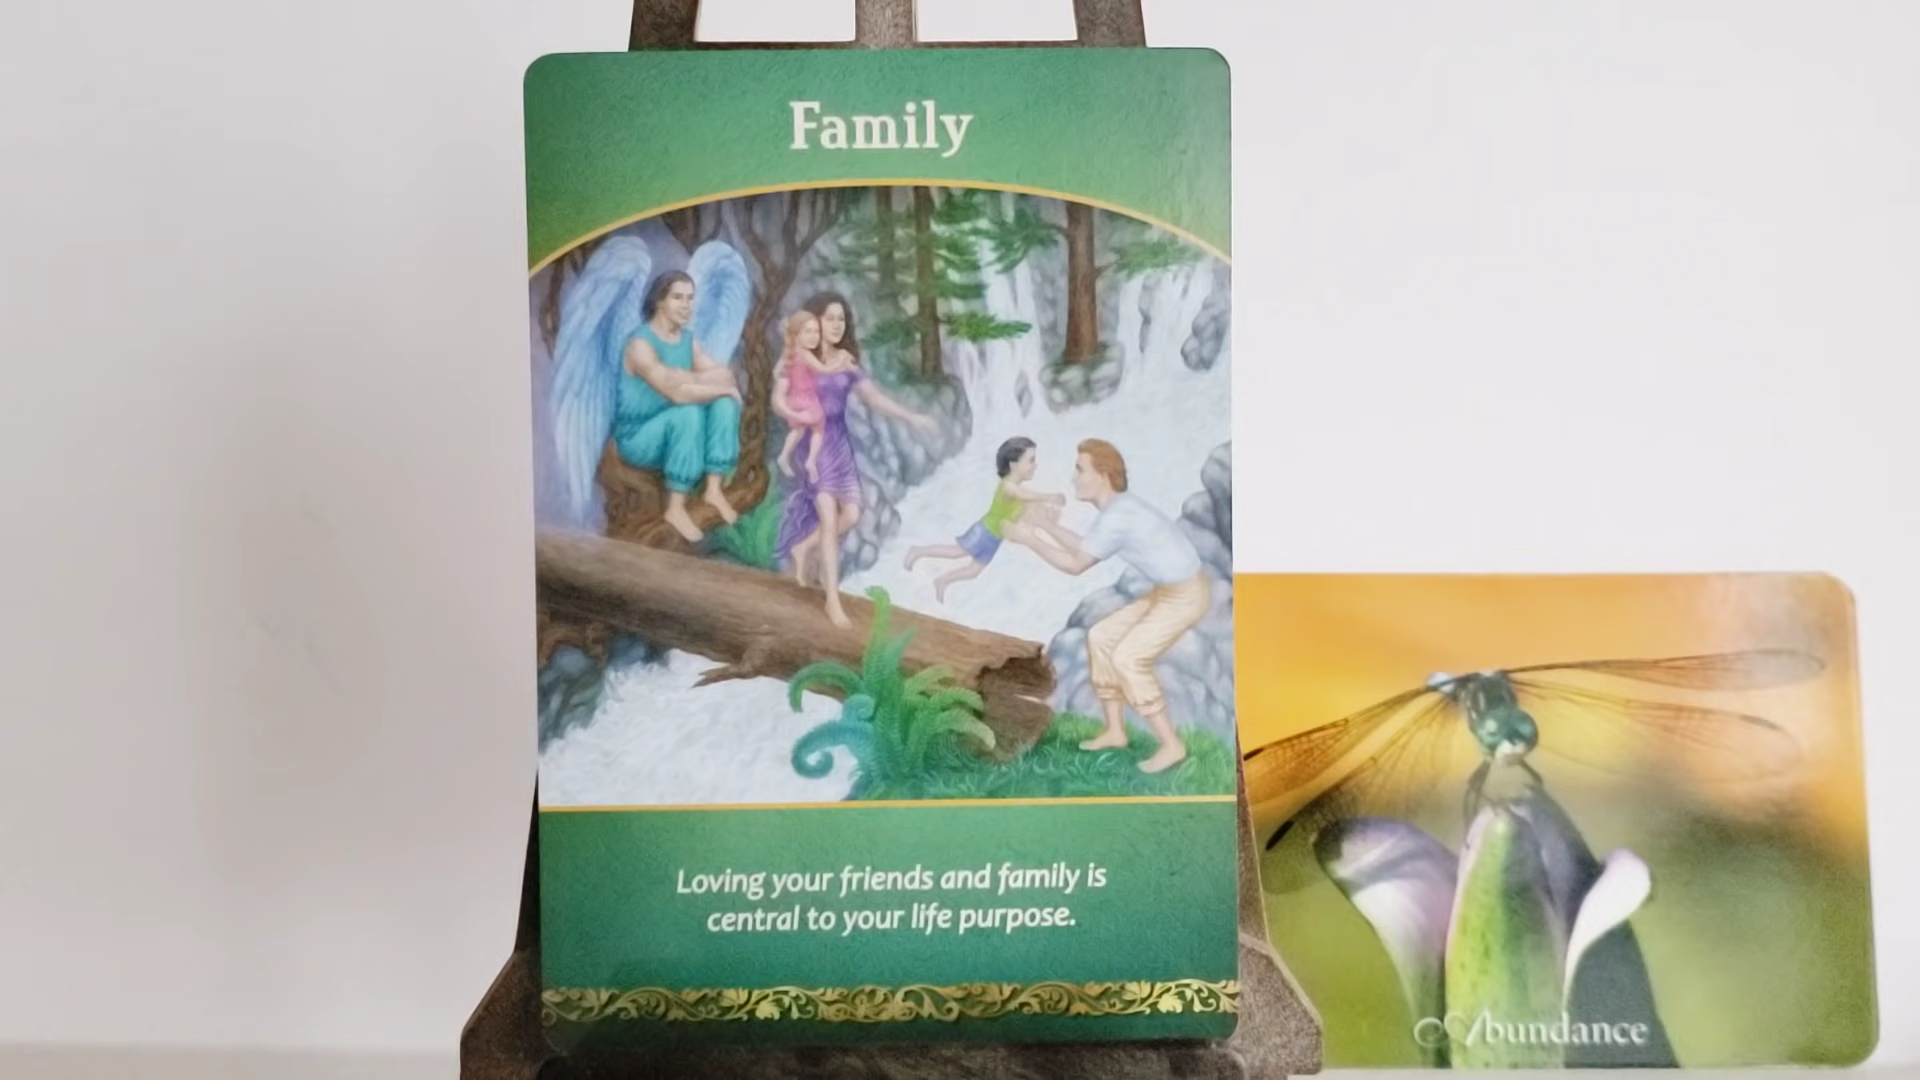 Family
Loving your friends and family is
central to your life purpose.
Abundance